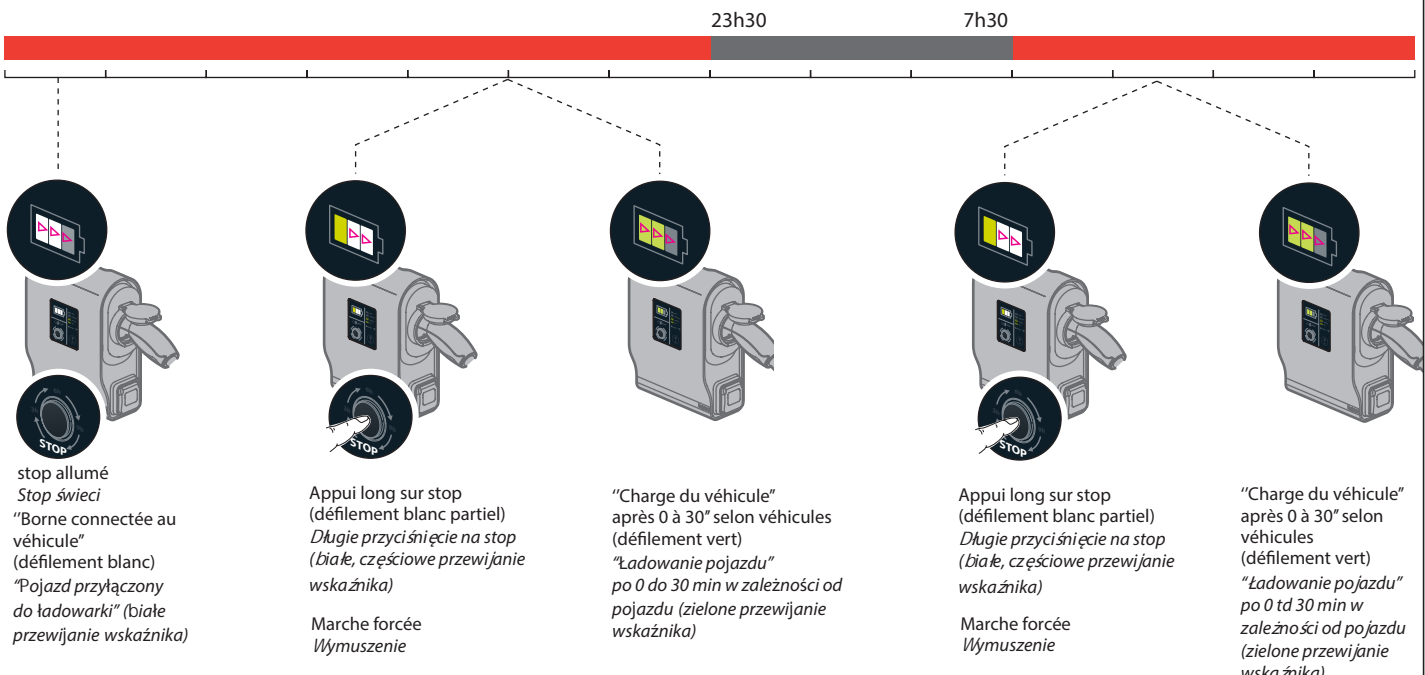 23h30 7h30
STOP
STOP
STOP
stop allumé
Stop świeci
‘‘Borne connectée au
véhicule’’
(défilement blanc)
“Pojazd przyłączony
do ładowarki” (białe
przewijanie wskaźnika)
Appui long sur stop
(défilement blanc partiel)
Długie przyciśnięcie na stop
(białe, częściowe przewijanie
wskaźnika)
Marche forcée
Wymuszenie
‘‘Charge du véhicule’’
après 0 à 30’’ selon véhicules
(défilement vert)
“Ładowanie pojazdu”
po 0 do 30 min w zależności od
pojazdu (zielone przewijanie
wskaźnika)
Appui long sur stop
(défilement blanc partiel)
Długie przyciśnięcie na stop
(białe, częściowe przewijanie
wskaźnika)
Marche forcée
Wymuszenie
‘‘Charge du véhicule’’
après 0 à 30’’ selon
véhicules
(défilement vert)
“Ładowanie pojazdu”
po 0 td 30 min w
zależności od pojazdu
(zielone przewijanie
wskaźnika)